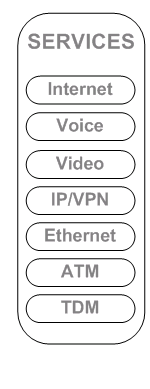 SERVICES
Internet
Voice
Video
IP/VPN
Ethernet
ATM
TDM